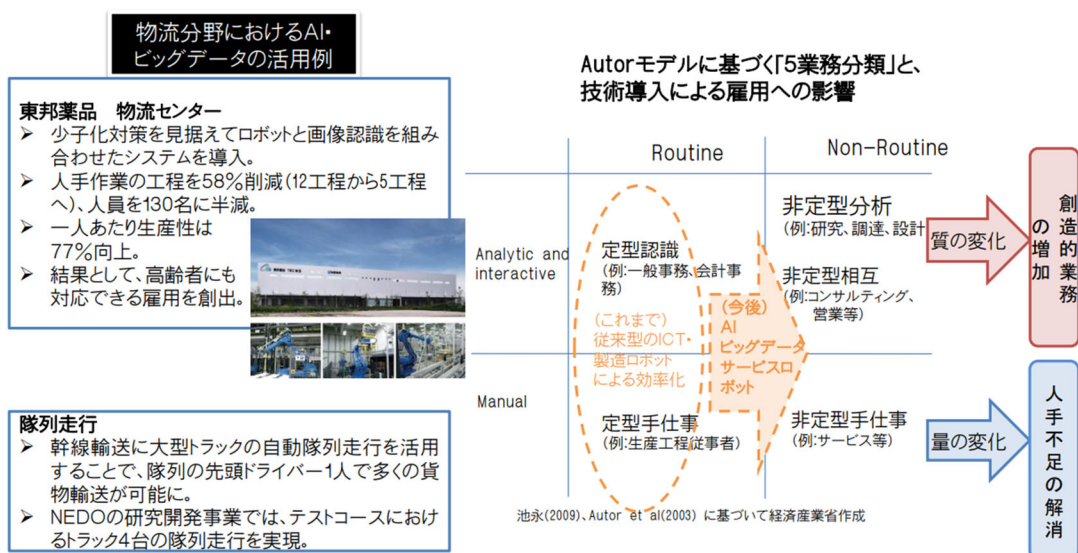 物流分野におけるAI・
ビッグデータの活用例
東邦薬品　物流センター
➢ 少子化対策を見据えてロボットと画像認識を組み
合わせたシステムを導入。
➢ 人手作業の工程を58％削減（12工程から5工程
へ）、人員を130名に半減。
➢ 一人あたり生産性は
77％向上。
➢ 結果として、高齢者にも
対応できる雇用を創出。
隊列走行
➢ 幹線輸送に大型トラックの自動隊列走行を活用
することで、隊列の先頭ドライバー1人で多くの貨
物輸送が可能に。
➢ NEDOの研究開発事業では、テストコースにおけ
るトラック4台の隊列走行を実現。
Autorモデルに基づく「5業務分類」と、
技術導入による雇用への影響
Routine
Non-Routine
Analytic and
interactive
定型認識
（例：一般事務、会計事
務）
（これまで）
従来型のICT・
製造ロボット
による効率化
（今後）
AI
ビッグデータ
サービスロ
ボット
非定型分析
（例：研究、調達、設計
非定型相互
（例：コンサルティング、
営業等）
Manual
定型手仕事
（例：生産工程従事者）
非定型手仕事
（例：サービス等）
質の変化
創造的業務
の増加
量の変化
人手不足の解消
池永（2009）、Autor et al（2003） に基づいて経済産業省作成